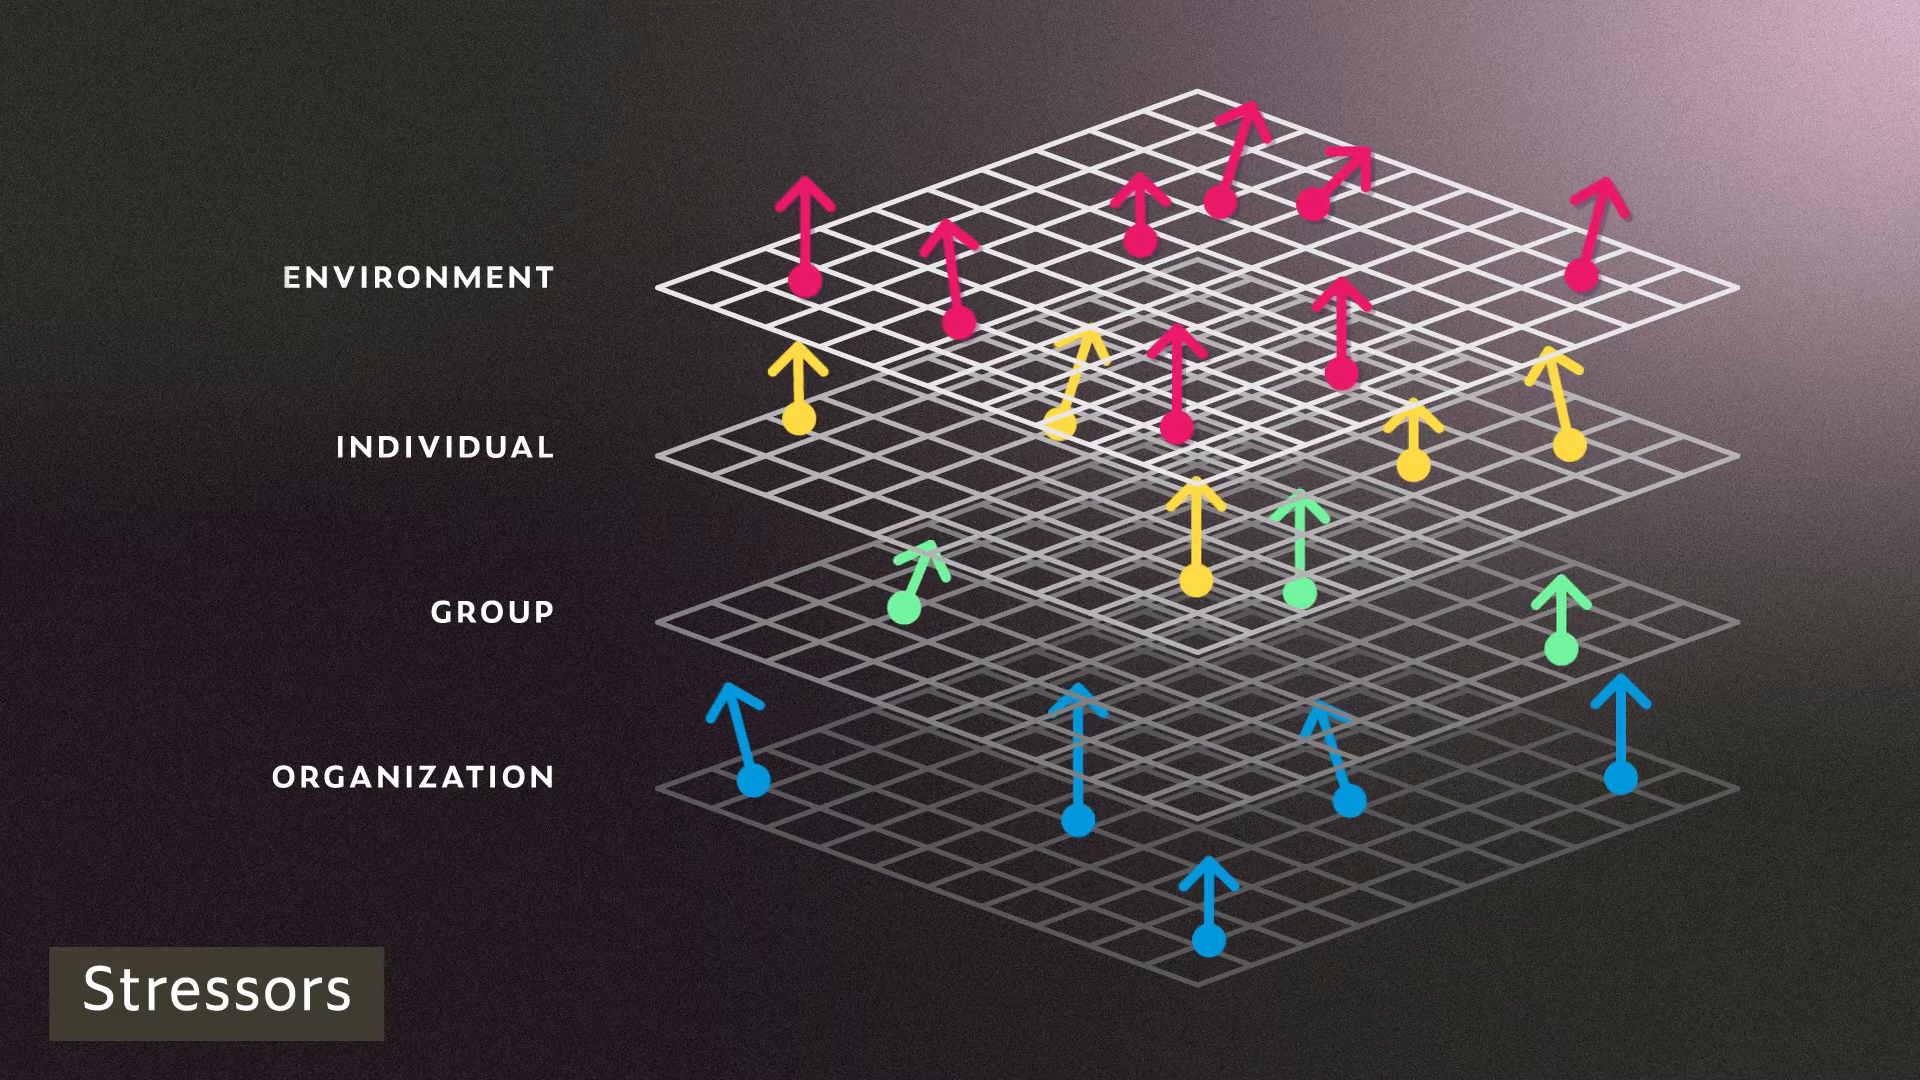 ENVIRONMENT
INDIVIDUAL
GROUP
ORGANIZATION
Stressors